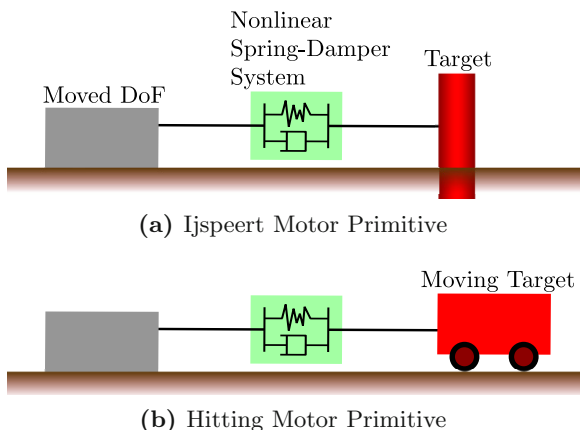 Nonlinear
Spring-Damper
System
Target
Moved DoF
(a) Ijspeert Motor Primitive
Moving Target
(b) Hitting Motor Primitive